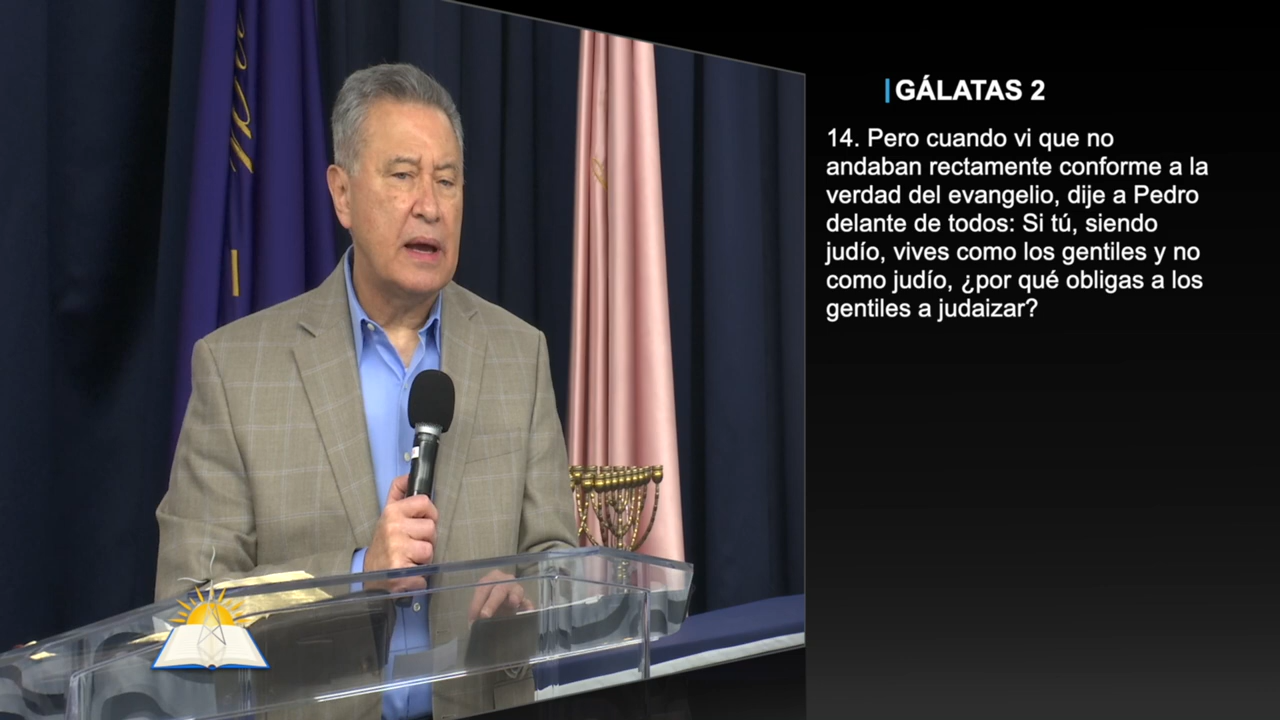 GÁLATAS 2
14. Pero cuando vi que no
andaban rectamente conforme a la
verdad del evangelio, dije a Pedro
delante de todos: Si tú, siendo
judío, vives como los gentiles y no
como judío, ¿por qué obligas a los
gentiles a judaizar?